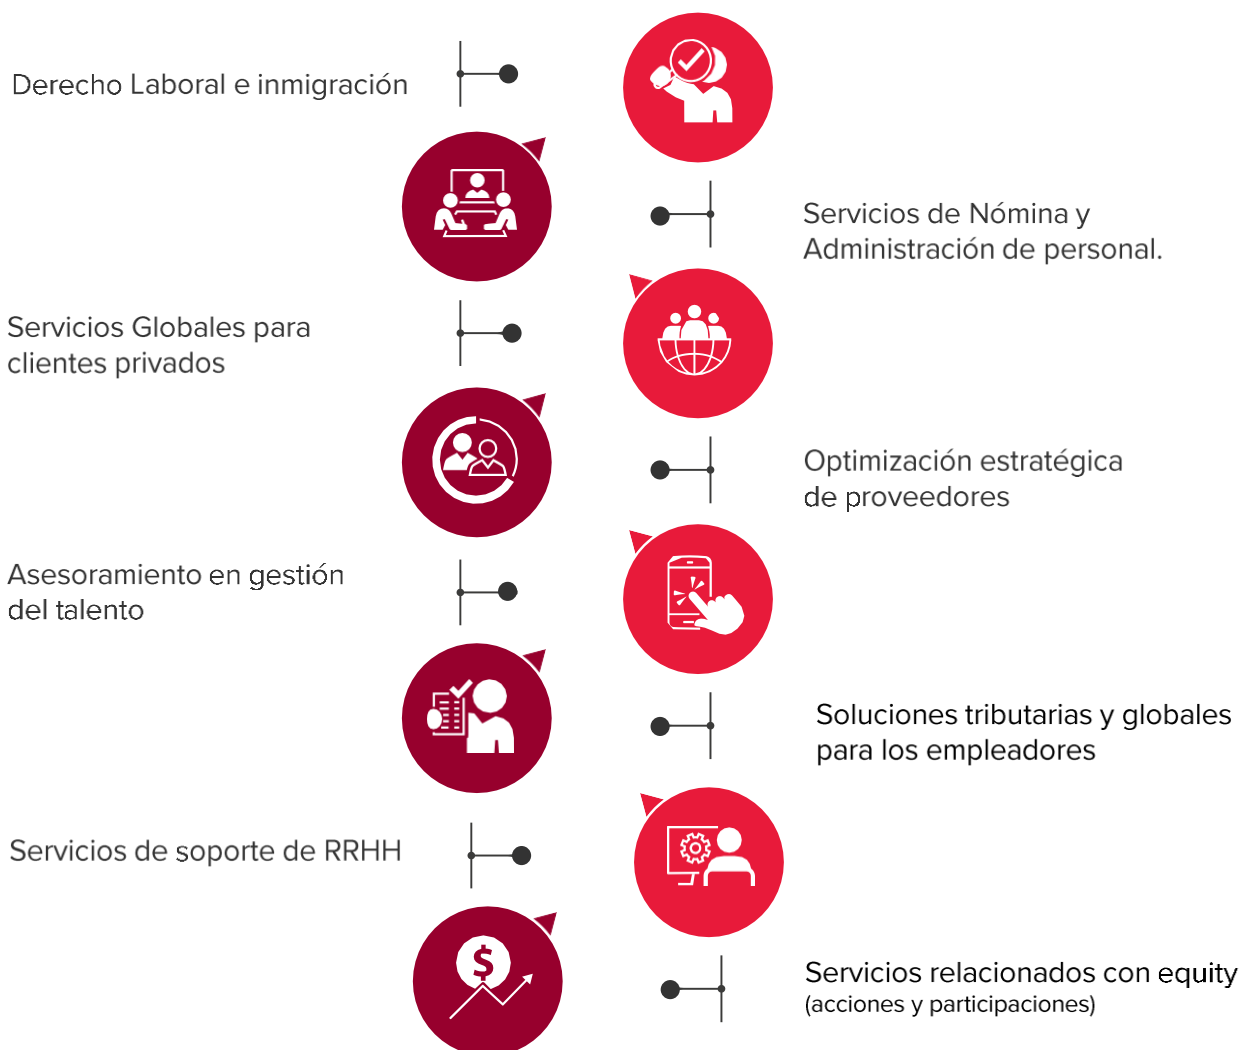 Derecho Laboral e inmigración
Servicios de Nómina y
Administración de personal.
Servicios Globales para
clientes privados
Optimización estratégica
de proveedores
Asesoramiento en gestión
del talento
Soluciones tributarias y globales
para los empleadores
Servicios de soporte de RRHH
$
Servicios relacionados con equity
(acciones y participaciones)